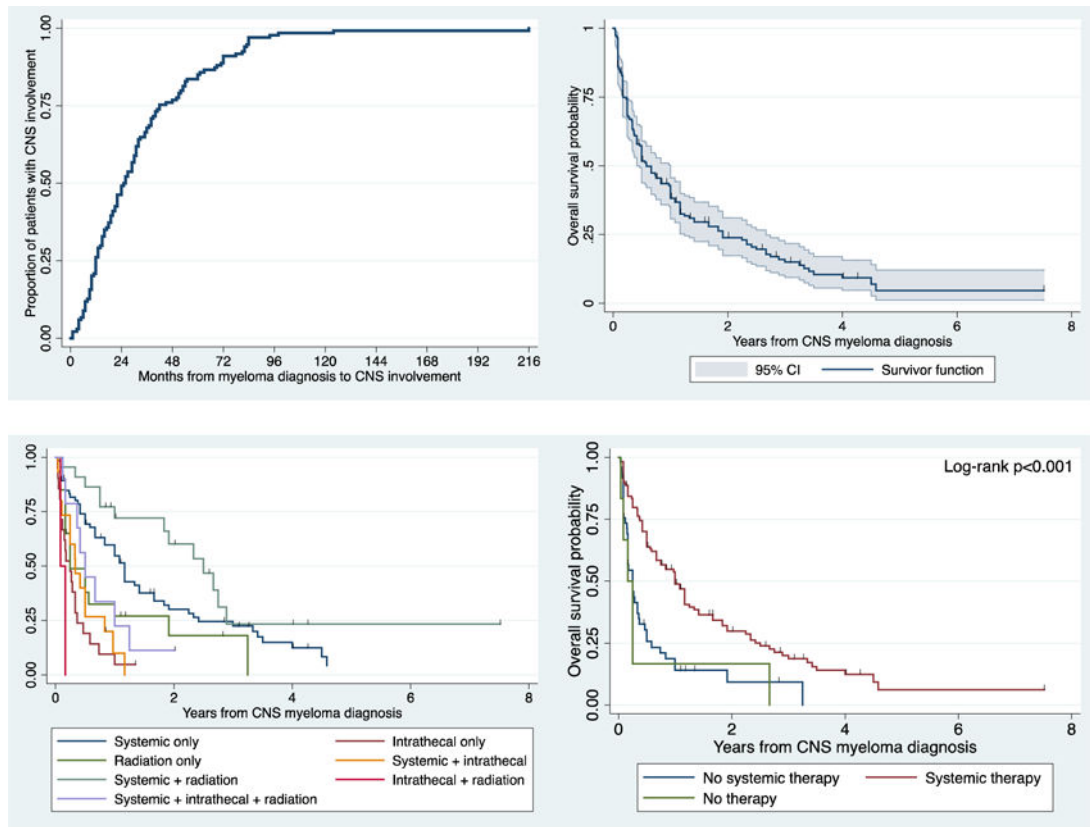 Proportion of patients with CNS involvement
1.00
0.75
0.50
0.25
0.00
0 24 48 72 96 120 144 168 192 216
Months from myeloma diagnosis to CNS involvement
Overall survival probability
1
.75
.5
.25
0
0 2 4 6 8
Years from CNS myeloma diagnosis
95% CI Survivor function
1.00
0.75
0.50
0.25
0.00
0 2 4 6 8
Years from CNS myeloma diagnosis
Systemic only Intrathecal only
Radiation only Systemic + intrathecal
Systemic + radiation Intrathecal + radiation
Systemic + intrathecal + radiation
Log-rank p<0.001
Overall survival probability
1.00
0.75
0.50
0.25
0.00
0 2 4 6 8
Years from CNS myeloma diagnosis
No systemic therapy Systemic therapy
No therapy